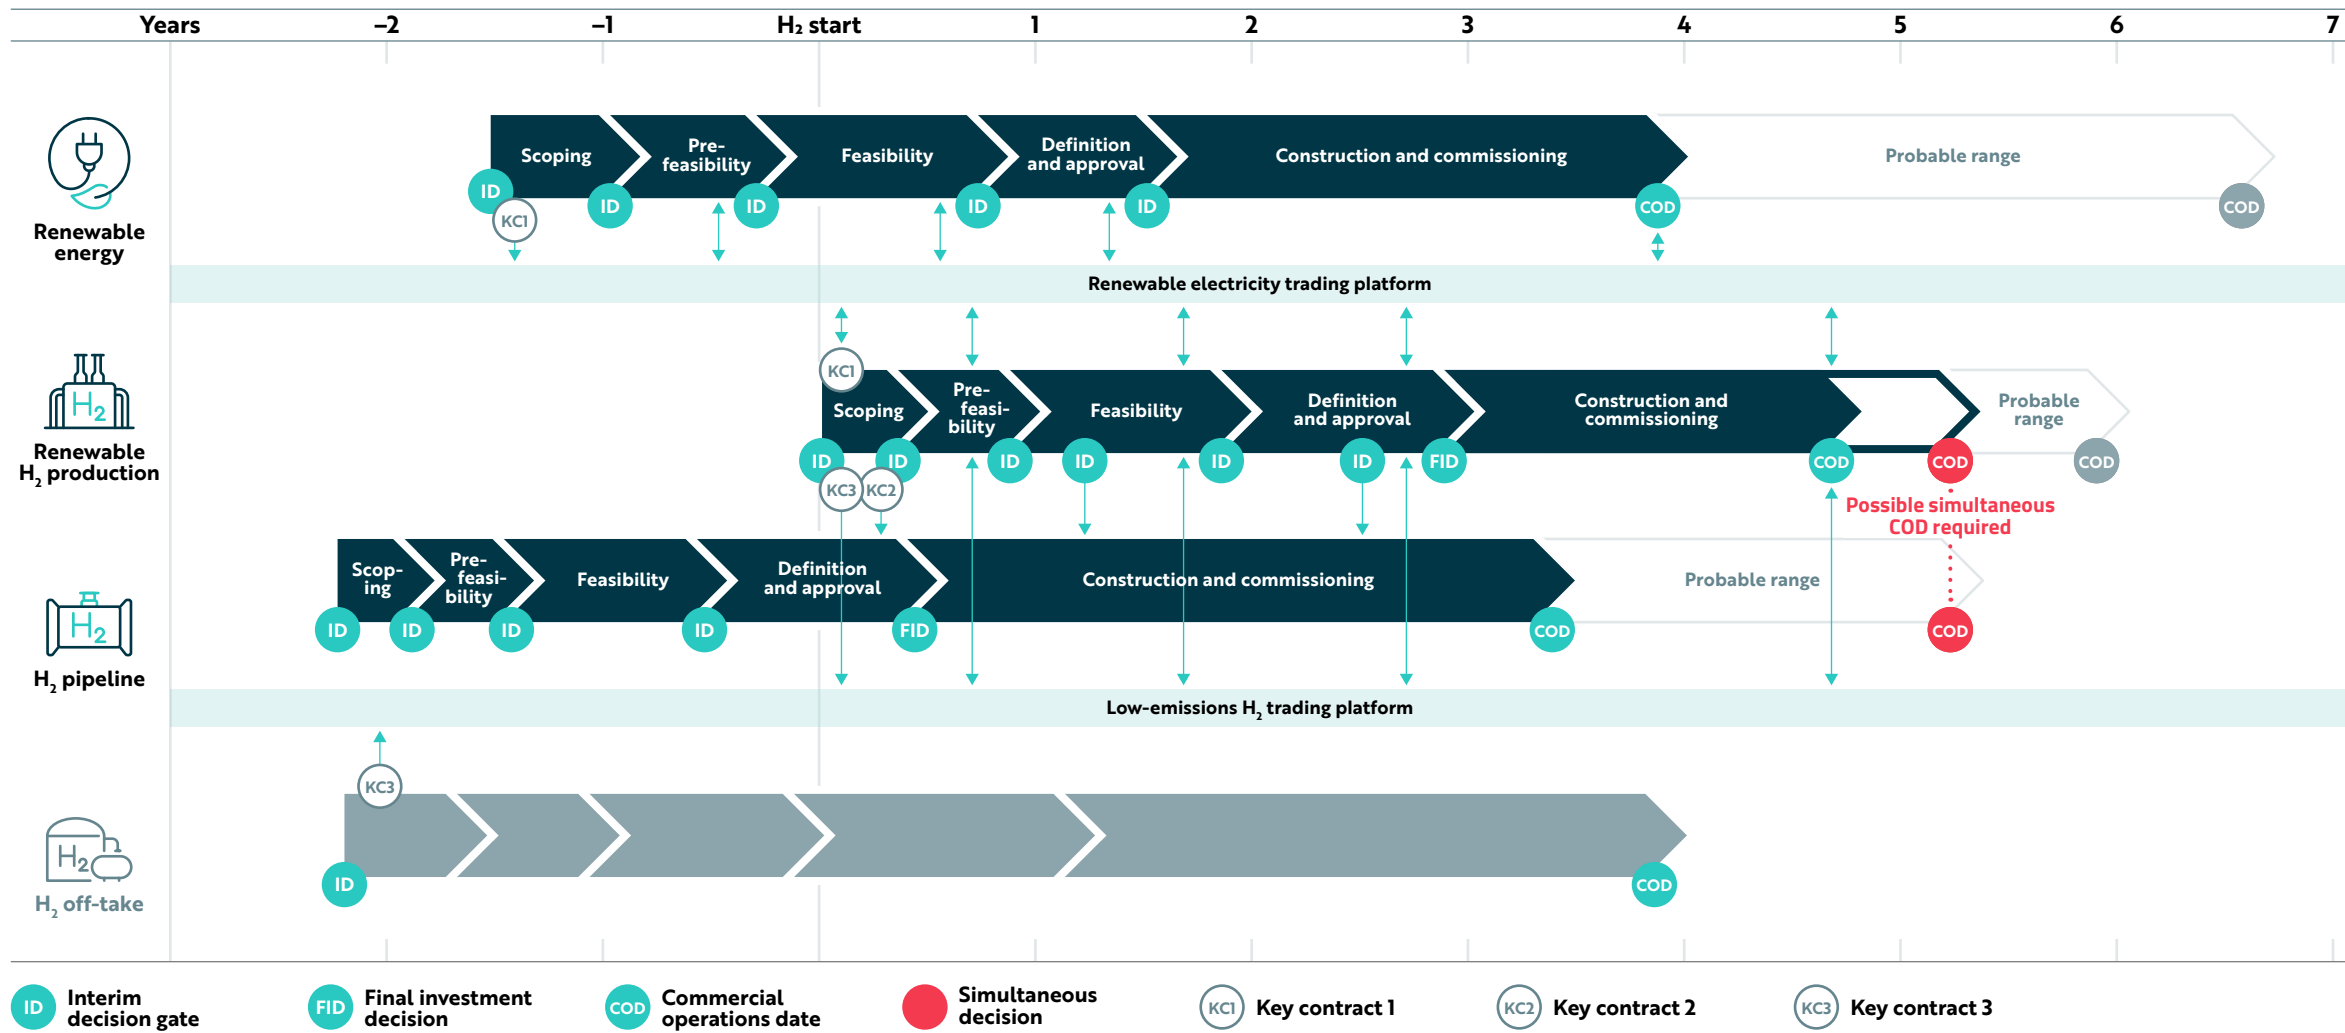 Years –2 –1 H₂ start 1 2 3 4 5 6 7
Renewable
energy
Scoping
Pre-
feasibility
Feasibility
Definition
and approval
Construction and commissioning
Probable range
ID
KC1
ID
ID
ID
ID
COD
COD
Renewable electricity trading platform
Renewable
H₂ production
H₂
KC1
Scoping
Pre-
feasi-
bility
Feasibility
Definition
and approval
Construction and
commissioning
Probable
range
ID
ID
ID
ID
ID
ID
FID
COD
COD
COD
KC3
KC2
Possible simultaneous
COD required
H₂
H₂ pipeline
Scop-
ing
Pre-
feasi-
bility
Feasibility
Definition
and approval
Construction and commissioning
Probable range
ID
ID
ID
ID
FID
COD
COD
Low-emissions H₂ trading platform
KC3
H₂
H₂ off-take
ID
COD
ID
Interim
decision gate
FID
Final investment
decision
COD
Commercial
operations date
Simultaneous
decision
KC1
Key contract 1
KC2
Key contract 2
KC3
Key contract 3